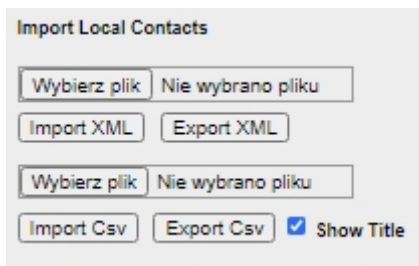 Import Local Contacts
Wybierz plik Nie wybrano pliku
Import XML Export XML
Wybierz plik Nie wybrano pliku
Import Csv Export Csv Show Title